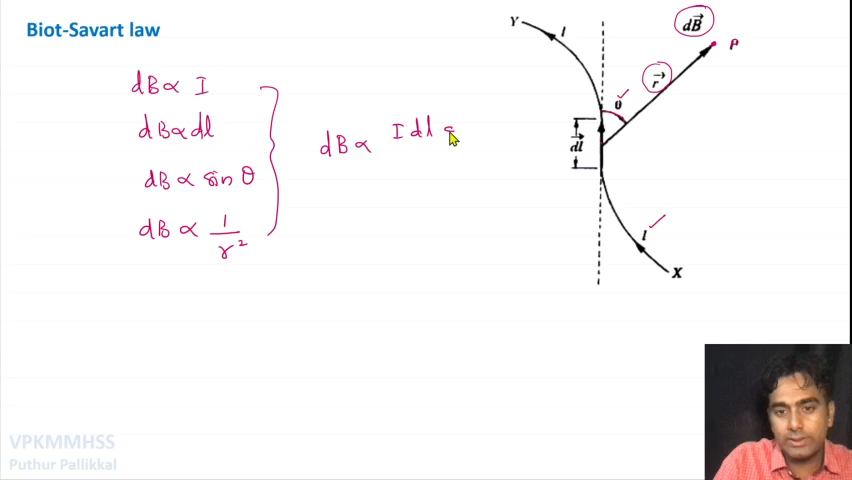 Biot-Savart law
dB ∝ I
dB ∝ dl
dB ∝ sin θ
dB ∝ 1/r²
dB ∝ I dl s
Y
I
dB⃗
P
r⃗
θ
dl⃗
I
X
VPKMMHSS
Puthur Pallikkal